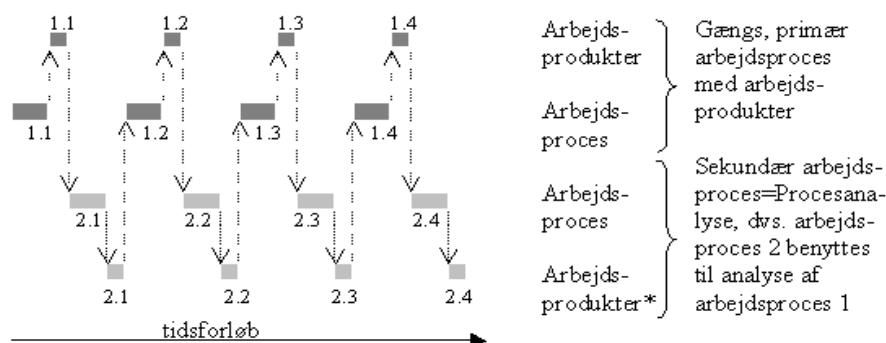 1.1 1.2 1.3 1.4
1.1 1.2 1.3 1.4
2.1 2.2 2.3 2.4
2.1 2.2 2.3 2.4
tidsforløb
Arbejds-
produkter
Arbejds-
proces
Arbejds-
proces
Arbejds-
produkter*
Gængs, primær
arbejdsproces
med arbejds-
produkter
Sekundær arbejds-
proces=Procesana-
lyse, dvs. arbejds-
proces 2 benyttes
til analyse af
arbejdsproces 1